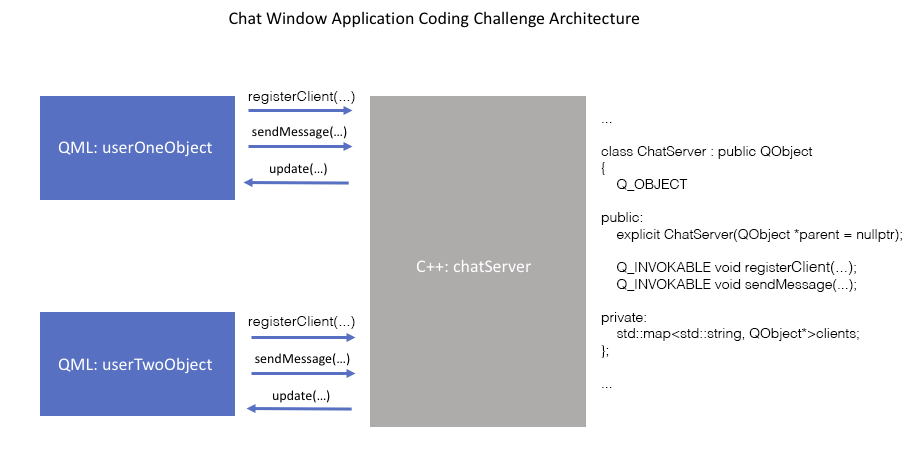 Chat Window Application Coding Challenge Architecture
QML: userOneObject
registerClient(...)
sendMessage(...)
update(...)
QML: userTwoObject
registerClient(...)
sendMessage(...)
update(...)
C++: chatServer
...
class ChatServer : public QObject
{
Q_OBJECT
public:
explicit ChatServer(QObject *parent = nullptr);
Q_INVOKABLE void registerClient(...);
Q_INVOKABLE void sendMessage(...);
private:
std::map<std::string, QObject*>clients;
};
...